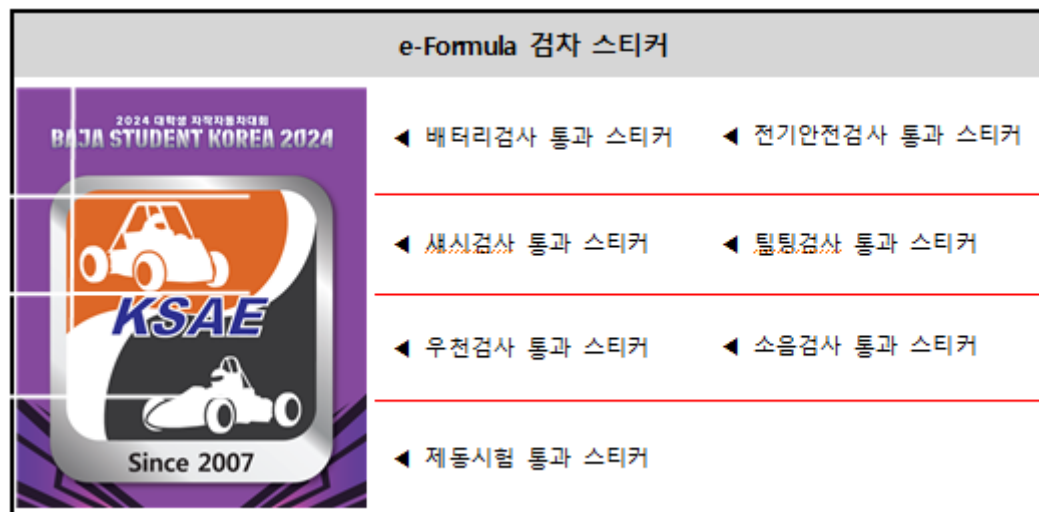 e-Formula 검차 스티커
2024 대학생 자작자동차대회
BAJA STUDENT KOREA 2024
KSAE
Since 2007
◀ 배터리검사 통과 스티커 ◀ 전기안전검사 통과 스티커
◀ 섀시검사 통과 스티커 ◀ 틸팅검사 통과 스티커
◀ 우천검사 통과 스티커 ◀ 소음검사 통과 스티커
◀ 제동시험 통과 스티커